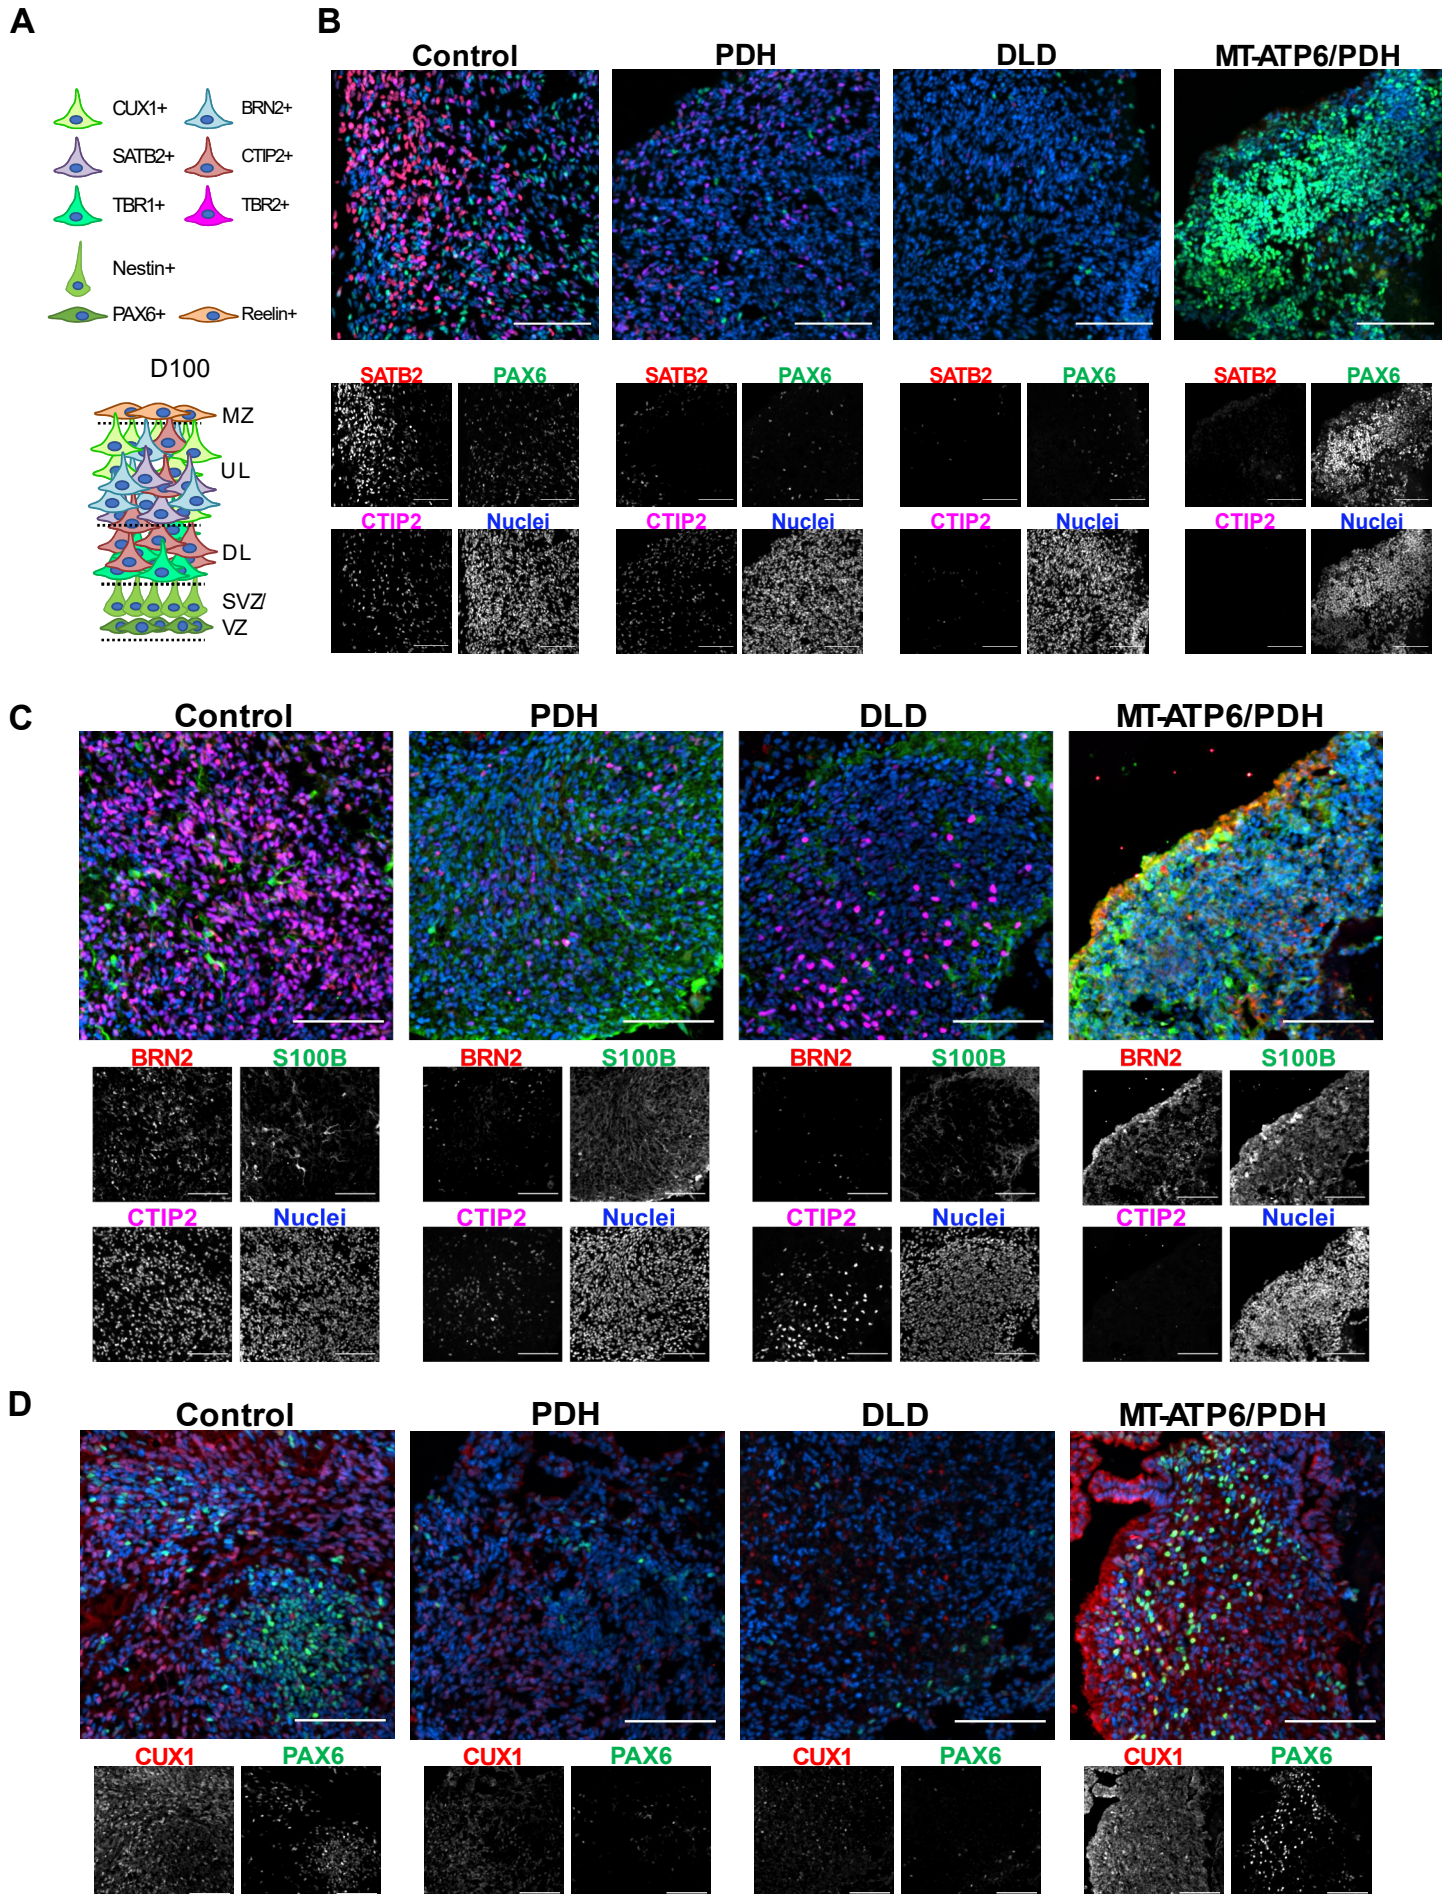 A
CUX1+
BRN2+
SATB2+
CTIP2+
TBR1+
TBR2+
Nestin+
PAX6+
Reelin+
D100
MZ
UL
DL
SVZ/
VZ
B
Control PDH DLD MT-ATP6/PDH
SATB2 PAX6 SATB2 PAX6 SATB2 PAX6 SATB2 PAX6
CTIP2 Nuclei CTIP2 Nuclei CTIP2 Nuclei CTIP2 Nuclei
C
Control PDH DLD MT-ATP6/PDH
BRN2 S100B BRN2 S100B BRN2 S100B BRN2 S100B
CTIP2 Nuclei CTIP2 Nuclei CTIP2 Nuclei CTIP2 Nuclei
D
Control PDH DLD MT-ATP6/PDH
CUX1 PAX6 CUX1 PAX6 CUX1 PAX6 CUX1 PAX6